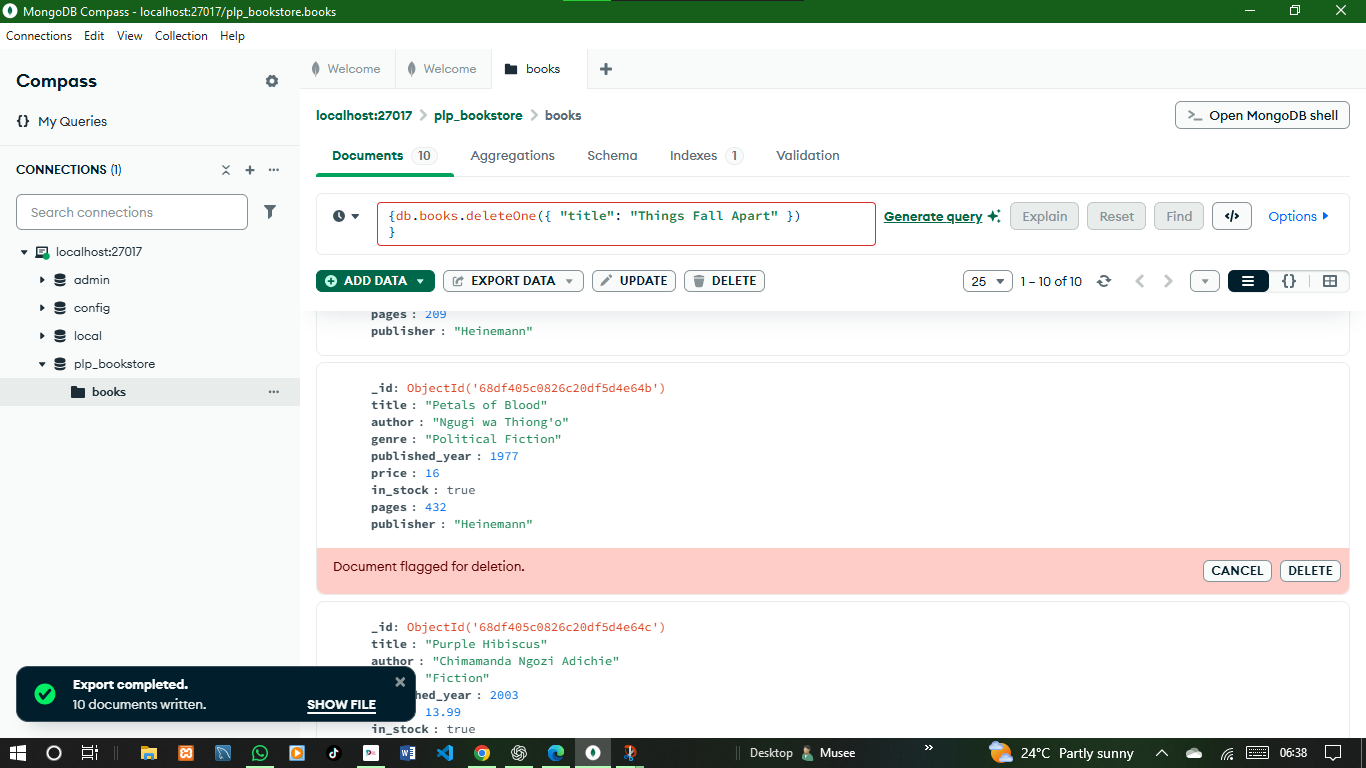 MongoDB Compass - localhost:27017/plp_bookstore.books
Connections Edit View Collection Help
Compass
{} My Queries
CONNECTIONS (1)
Search connections
localhost:27017
admin
config
local
plp_bookstore
books
Welcome Welcome books
localhost:27017 > plp_bookstore > books
>_ Open MongoDB shell
Documents 10 Aggregations Schema Indexes 1 Validation
{db.books.deleteOne({ "title": "Things Fall Apart" })
}
Generate query Explain Reset Find </> Options
ADD DATA EXPORT DATA UPDATE DELETE 25 1 – 10 of 10 {}
pages : 209
publisher : "Heinemann"
_id: ObjectId('68df405c0826c20df5d4e64b')
title : "Petals of Blood"
author : "Ngugi wa Thiong'o"
genre : "Political Fiction"
published_year : 1977
price : 16
in_stock : true
pages : 432
publisher : "Heinemann"
Document flagged for deletion. CANCEL DELETE
_id: ObjectId('68df405c0826c20df5d4e64c')
title : "Purple Hibiscus"
author : "Chimamanda Ngozi Adichie"
"Fiction"
hed_year : 2003
13.99
in_stock : true
Export completed.
10 documents written. SHOW FILE
Desktop Musee » 24°C Partly sunny 06:38